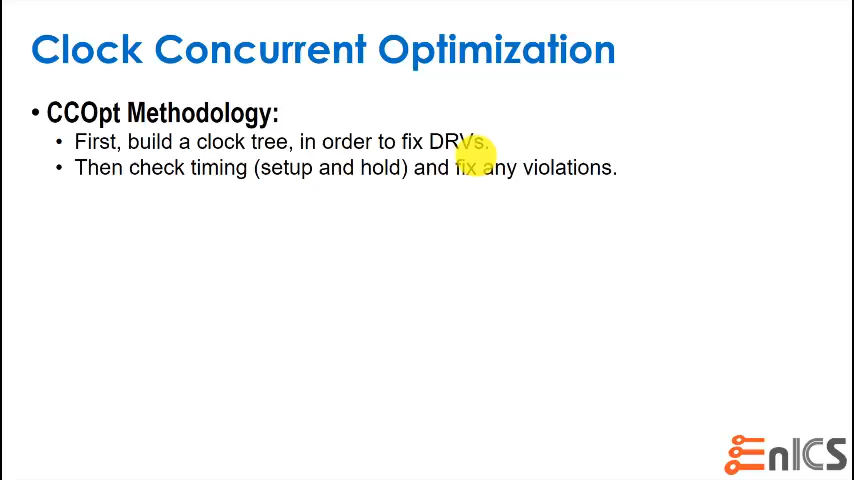 Clock Concurrent Optimization
• CCOpt Methodology:
• First, build a clock tree, in order to fix DRVs.
• Then check timing (setup and hold) and fix any violations.
EnICS